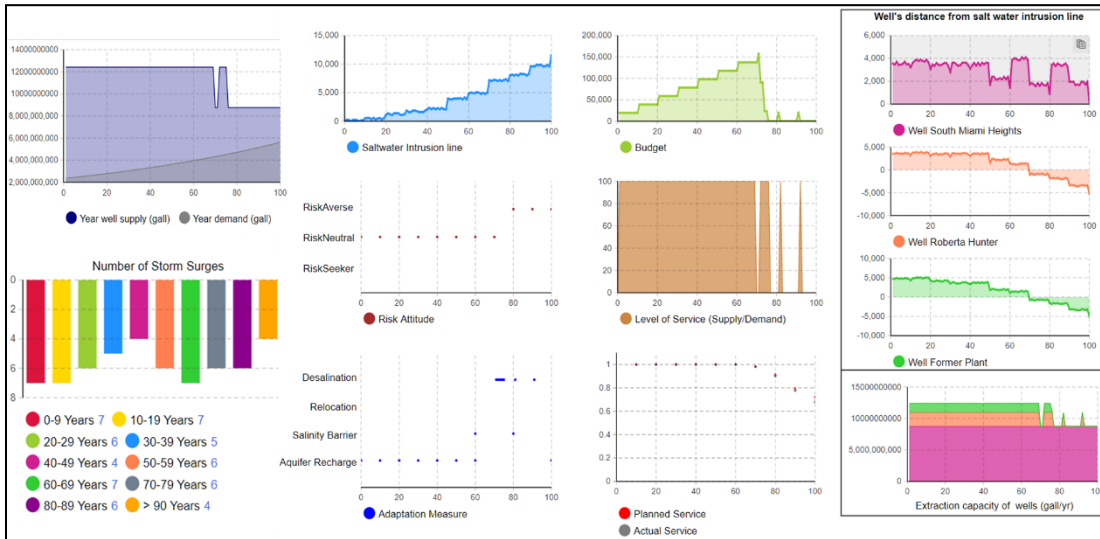 14000000000
12000000000
10000000000
8,000,000,000
6,000,000,000
4,000,000,000
2,000,000,000
0 20 40 60 80 100
Year well supply (gall) Year demand (gall)
15,000
10,000
5,000
0
0 20 40 60 80 100
Saltwater Intrusion line
200,000
150,000
100,000
50,000
0
0 20 40 60 80 100
Budget
Well's distance from salt water intrusion line
6,000
4,000
2,000
0
0 20 40 60 80 100
Well South Miami Heights
5,000
0
-5,000
-10,000
0 20 40 60 80 100
Well Roberta Hunter
10,000
5,000
0
-5,000
-10,000
0 20 40 60 80 100
Well Former Plant
Number of Storm Surges
0
2
4
6
8
0-9 Years 7 10-19 Years 7
20-29 Years 6 30-39 Years 5
40-49 Years 4 50-59 Years 6
60-69 Years 7 70-79 Years 6
80-89 Years 6 > 90 Years 4
RiskAverse
RiskNeutral
RiskSeeker
0 20 40 60 80 100
Risk Attitude
100
80
60
40
20
0
0 20 40 60 80 100
Level of Service (Supply/Demand)
Desalination
Relocation
Salinity Barrier
Aquifer Recharge
0 20 40 60 80 100
Adaptation Measure
1
0.8
0.6
0.4
0.2
0
0 20 40 60 80 100
Planned Service
Actual Service
15000000000
10000000000
5,000,000,000
0 20 40 60 80 100
Extraction capacity of wells (gall/yr)